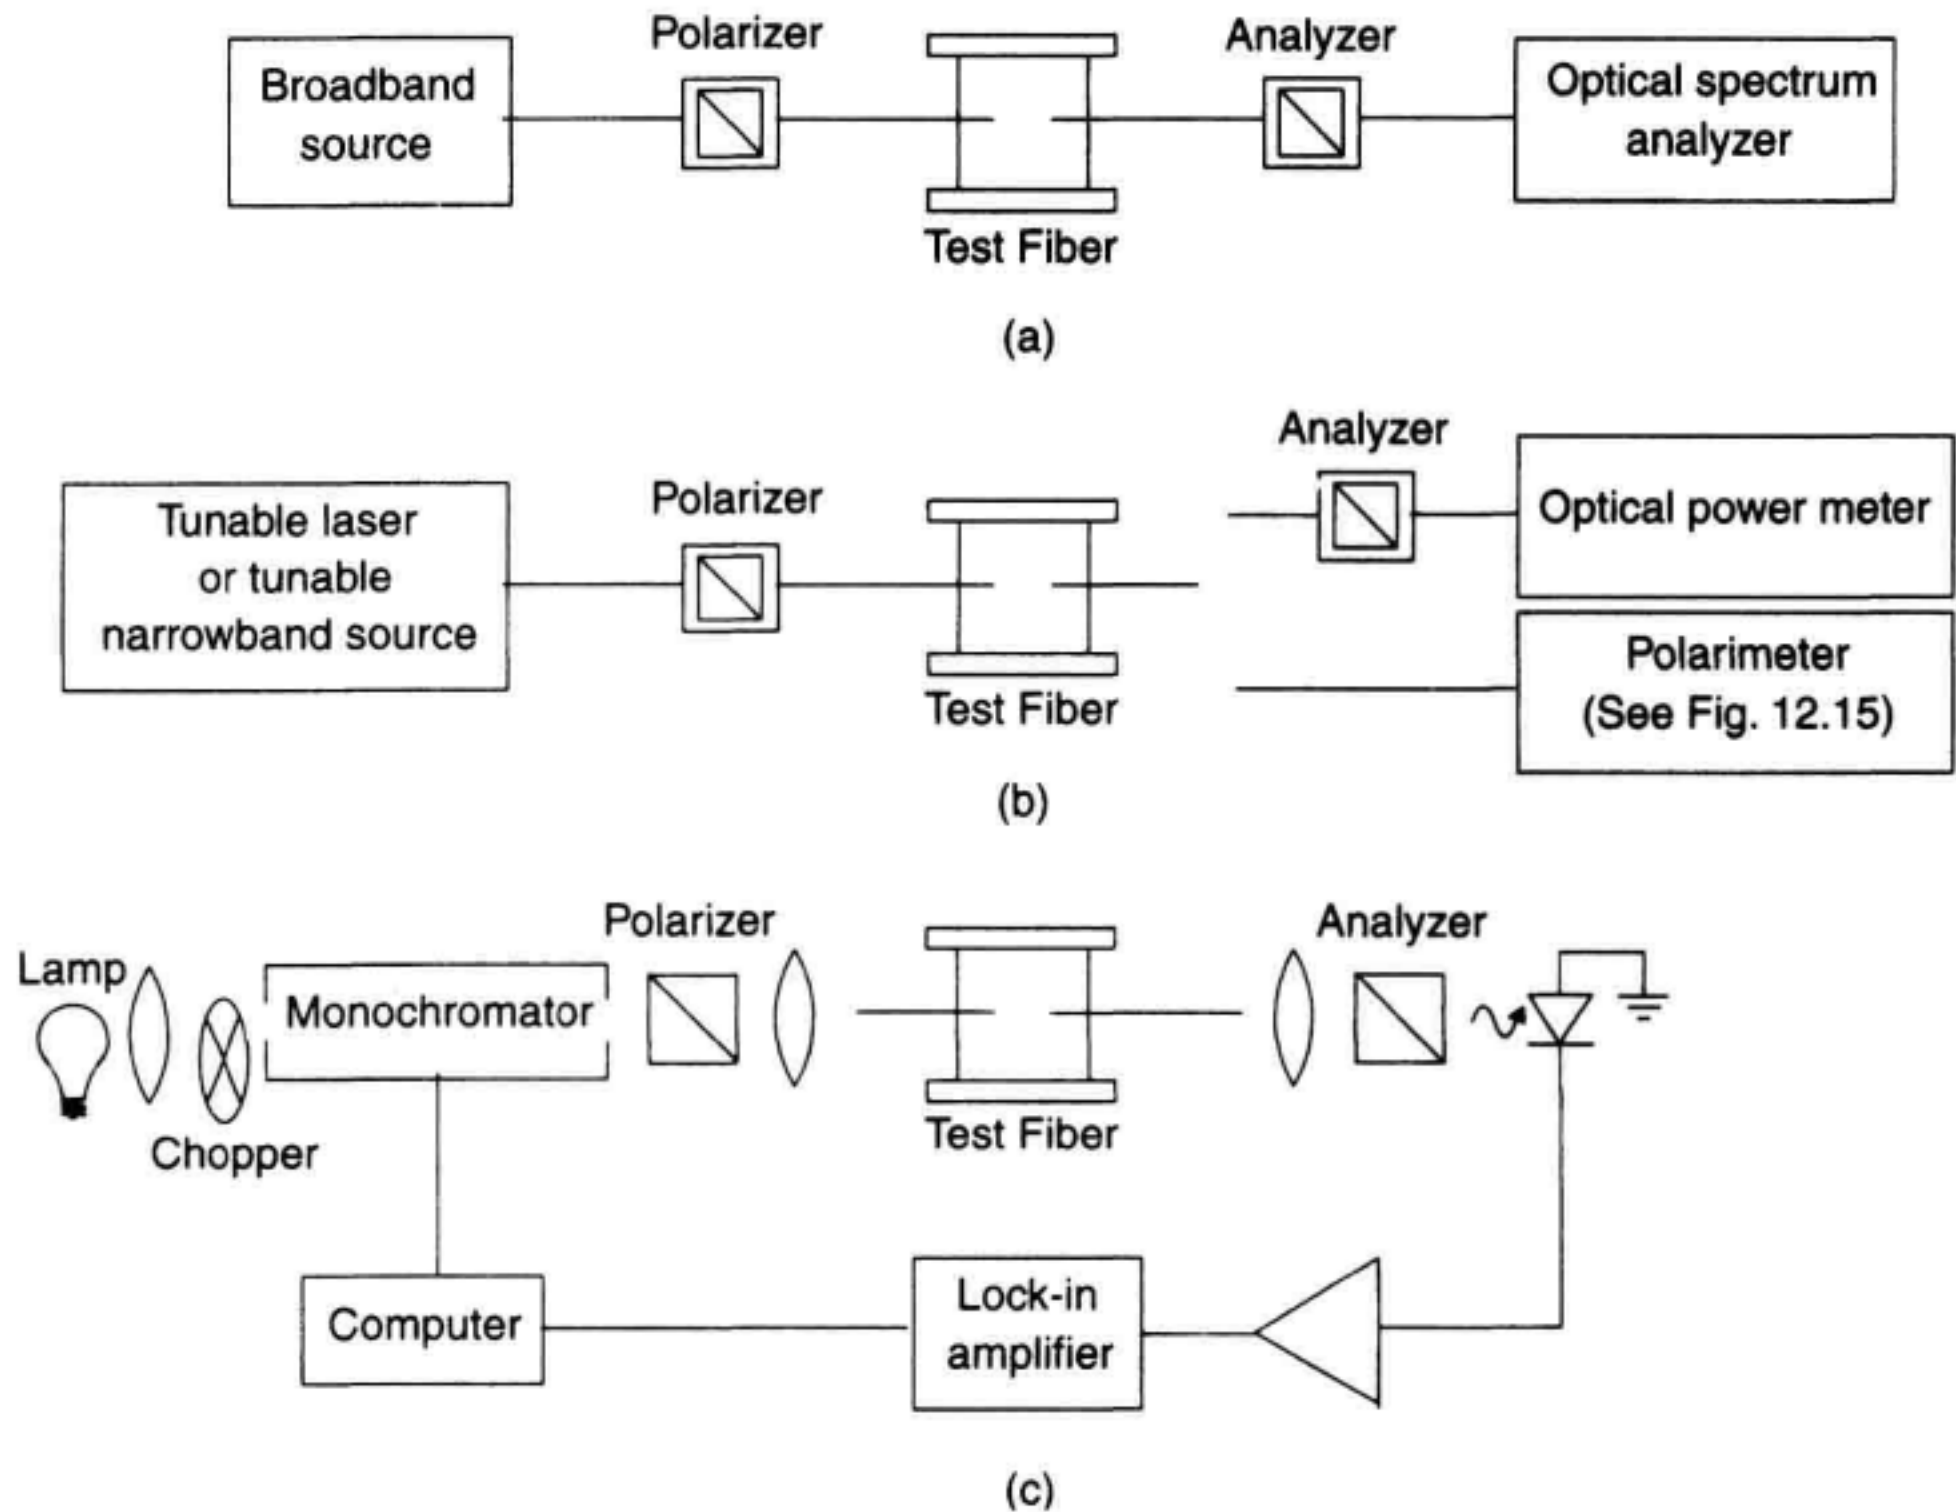 Polarizer
Analyzer
Broadband
source
Optical spectrum
analyzer
Test Fiber
(a)
Analyzer
Tunable laser
or tunable
narrowband source
Polarizer
Optical power meter
Test Fiber
Polarimeter
(See Fig. 12.15)
(b)
Lamp
Chopper
Monochromator
Polarizer
Test Fiber
Analyzer
Computer
Lock-in
amplifier
(c)